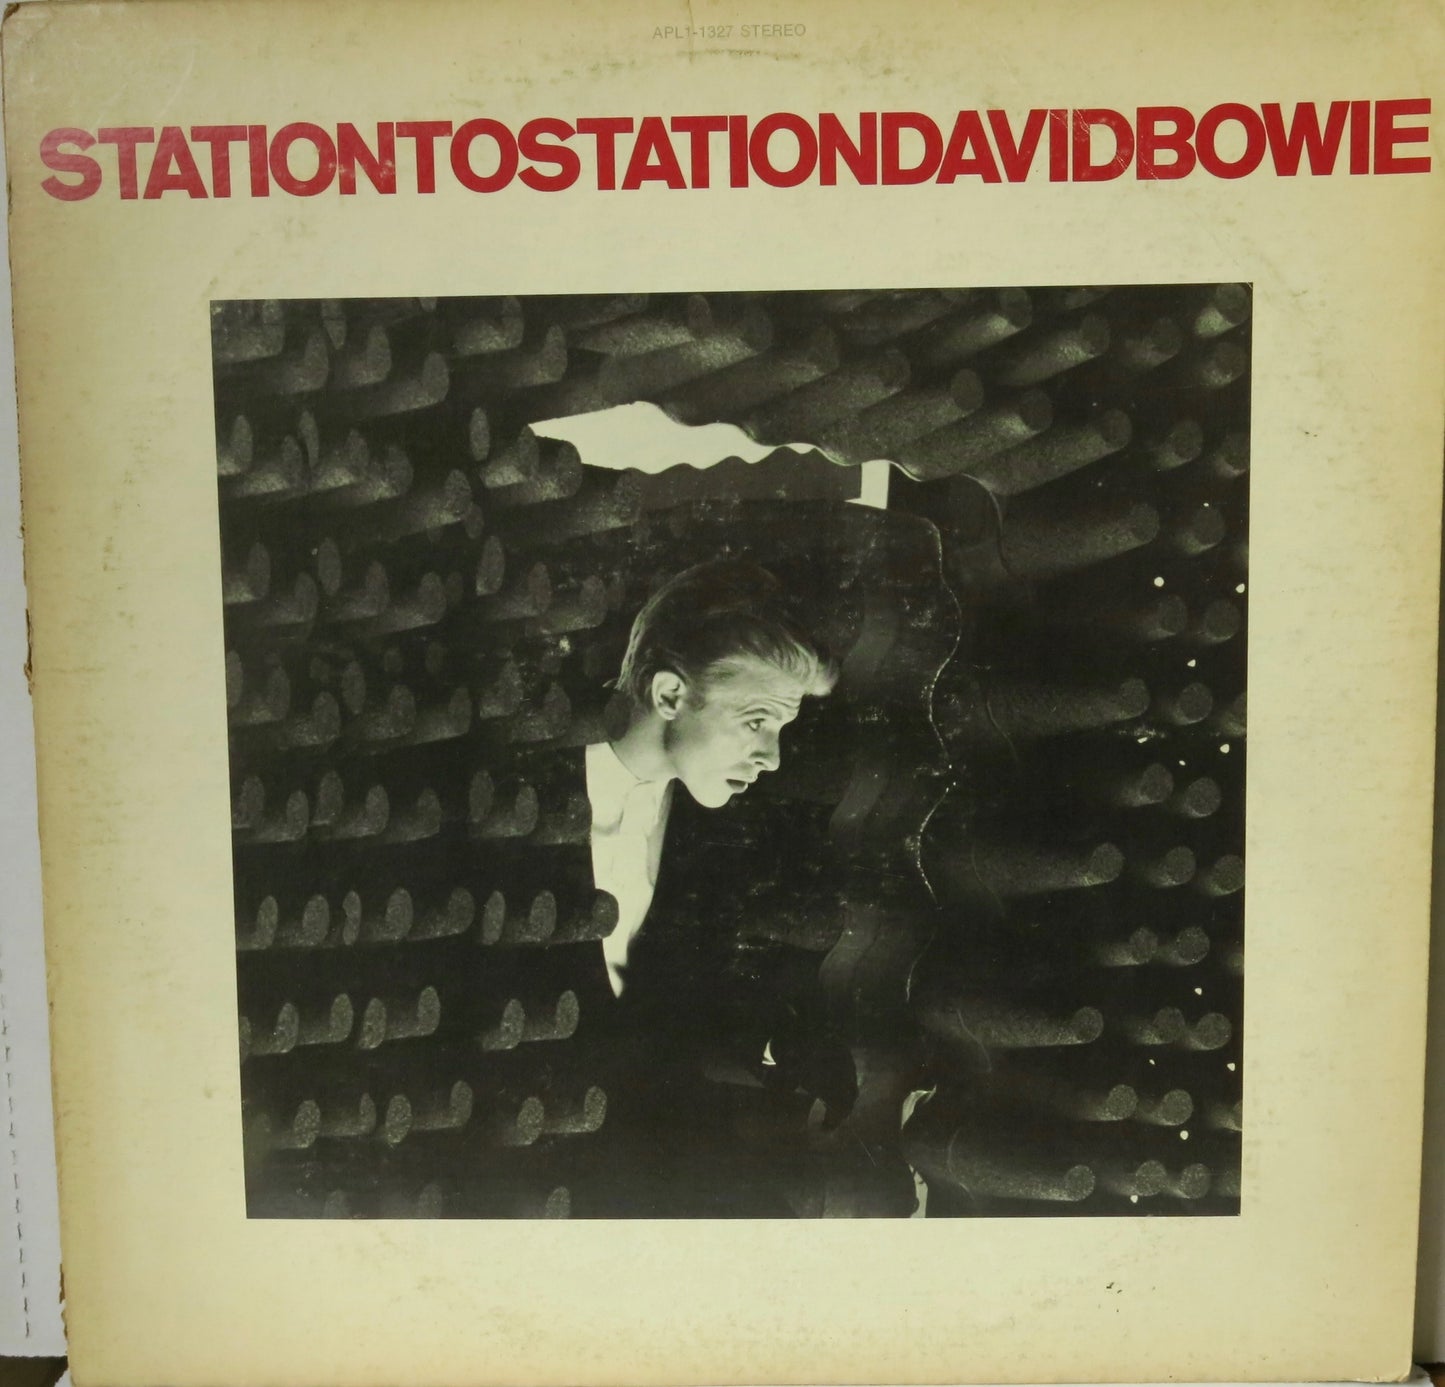 APL1-1327 STEREO
STATIONTOSTATIONDAVIDBOWIE